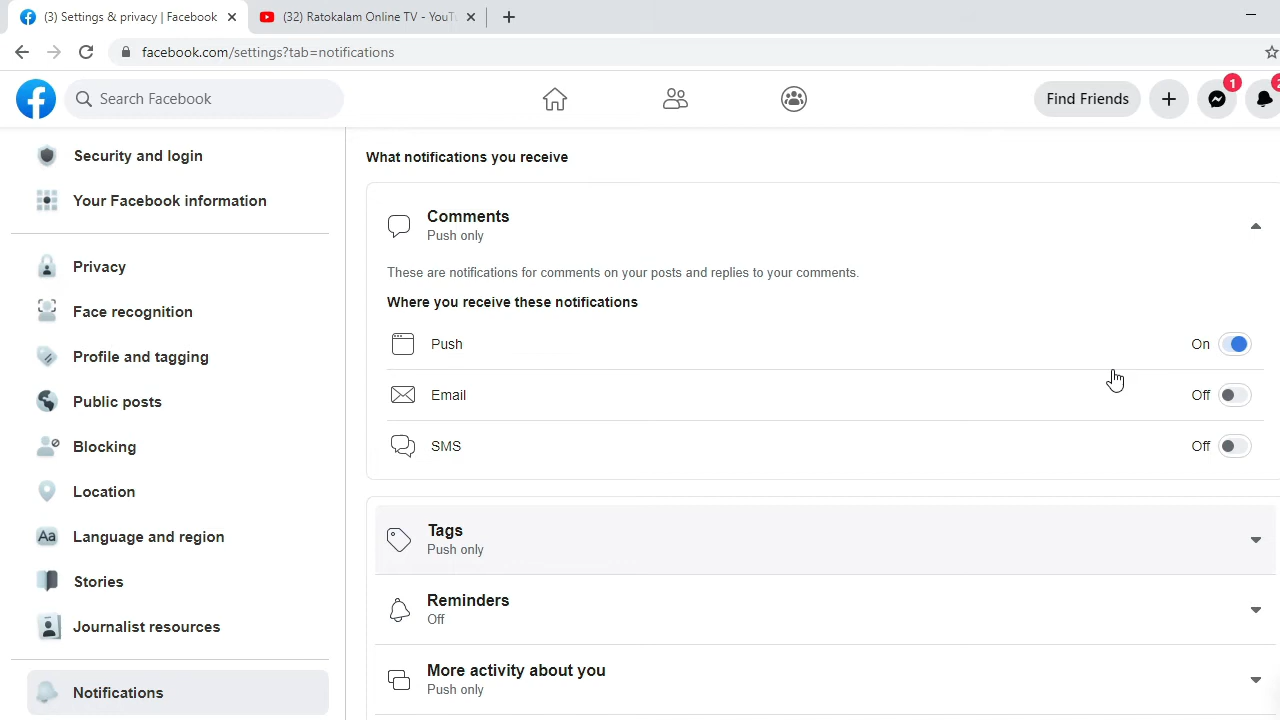 (3) Settings & privacy | Facebook
(32) Ratokalam Online TV - YouT
facebook.com/settings?tab=notifications
Search Facebook
Find Friends
1
Security and login
Your Facebook information
Privacy
Face recognition
Profile and tagging
Public posts
Blocking
Location
Aa Language and region
Stories
Journalist resources
Notifications
What notifications you receive
Comments
Push only
These are notifications for comments on your posts and replies to your comments.
Where you receive these notifications
Push On
Email Off
SMS Off
Tags
Push only
Reminders
Off
More activity about you
Push only